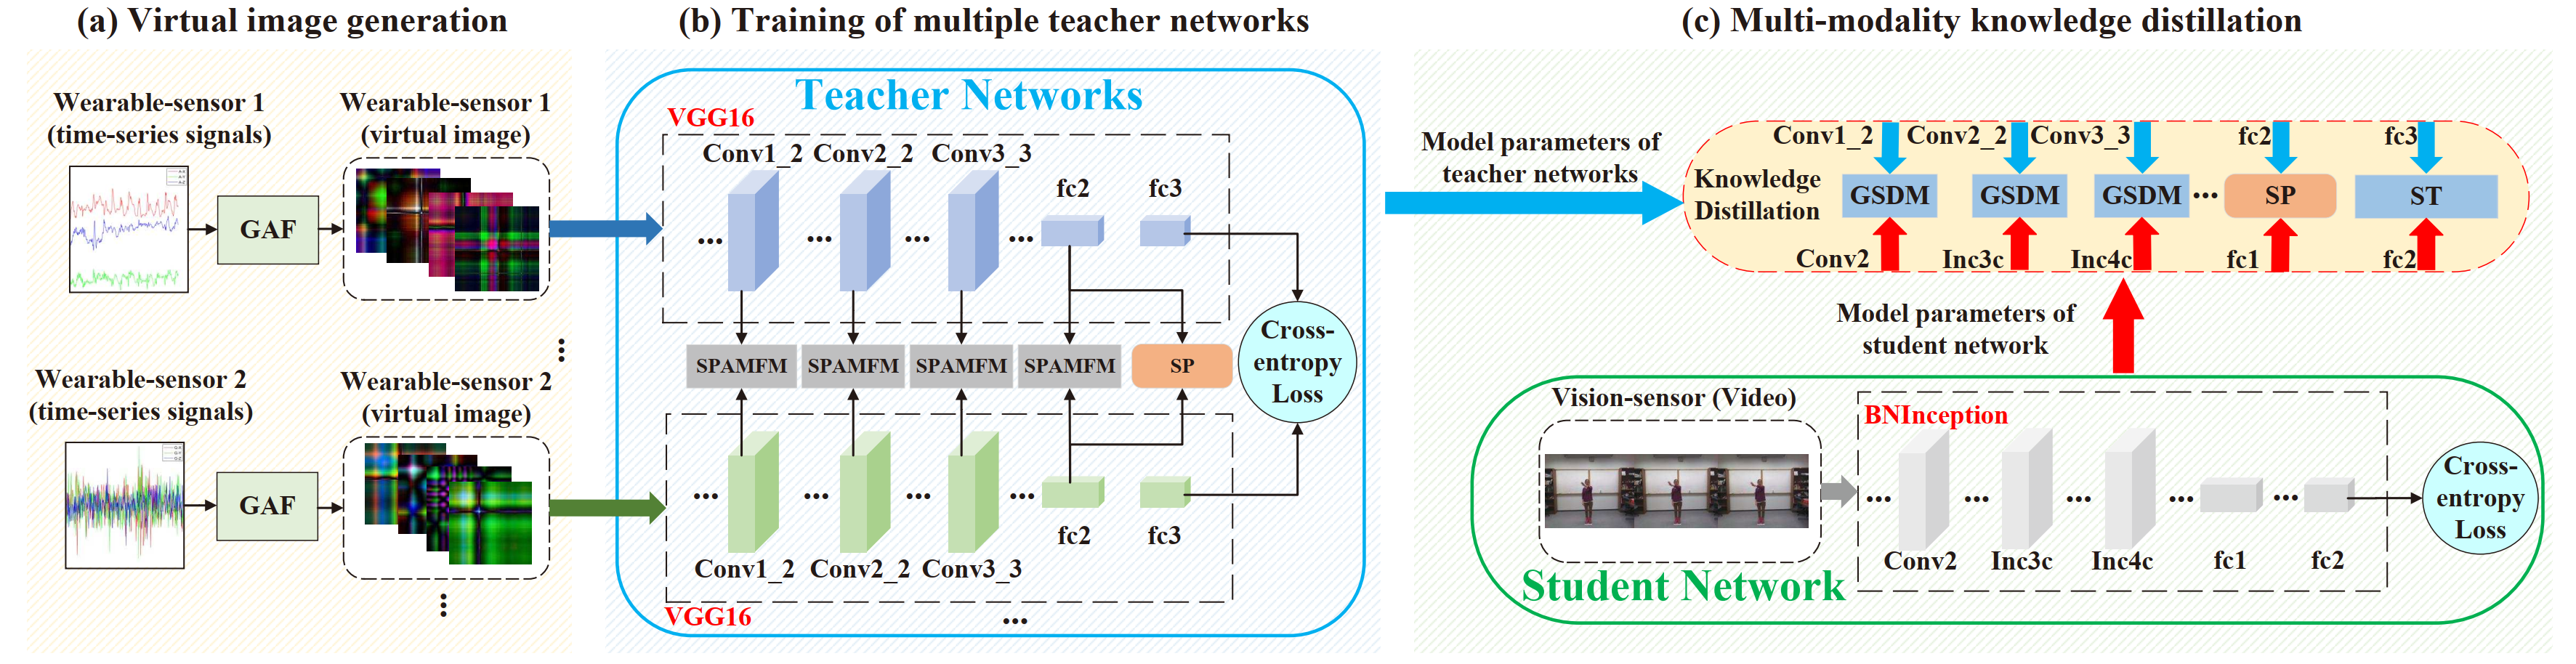 (a) Virtual image generation
Wearable-sensor 1
(time-series signals)
Wearable-sensor 1
(virtual image)
GAF
Wearable-sensor 2
(time-series signals)
Wearable-sensor 2
(virtual image)
GAF
(b) Training of multiple teacher networks
Teacher Networks
VGG16
Conv1_2
Conv2_2
Conv3_3
fc2
fc3
...
...
...
...
SPAMFM
SPAMFM
SPAMFM
SPAMFM
SP
Cross-
entropy
Loss
...
...
...
...
fc2
fc3
Conv1_2
Conv2_2
Conv3_3
VGG16
...
(c) Multi-modality knowledge distillation
Model parameters of
teacher networks
Conv1_2
Conv2_2
Conv3_3
fc2
fc3
Knowledge
Distillation
GSDM
GSDM
GSDM
...
SP
ST
Conv2
Inc3c
Inc4c
fc1
fc2
Model parameters of
student network
Vision-sensor (Video)
BNInception
...
...
...
...
...
Conv2
Inc3c
Inc4c
fc1
fc2
Cross-
entropy
Loss
Student Network